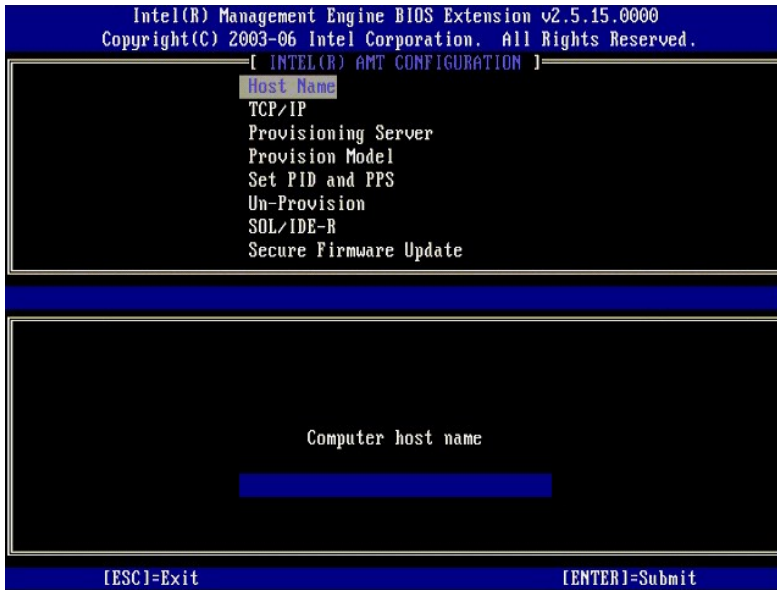 Intel(R) Management Engine BIOS Extension v2.5.15.0000
Copyright(C) 2003-06 Intel Corporation. All Rights Reserved.
[ INTEL(R) AMT CONFIGURATION ]
Host Name
TCP/IP
Provisioning Server
Provision Model
Set PID and PPS
Un-Provision
SOL/IDE-R
Secure Firmware Update
Computer host name
[ESC]=Exit [ENTER]=Submit